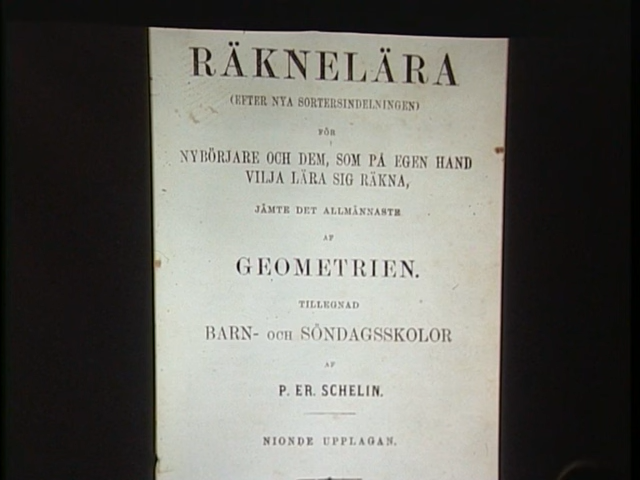 RÄKNELÄRA
(EFTER NYA SORTERSINDELNINGEN)
FÖR
NYBÖRJARE OCH DEM, SOM PÅ EGEN HAND
VILJA LÄRA SIG RÄKNA,
JÄMTE DET ALLMÄNNASTE
AF
GEOMETRIEN.
TILLEGNAD
BARN- OCH SÖNDAGSSKOLOR
AF
P. ER. SCHELIN.
NIONDE UPPLAGAN.